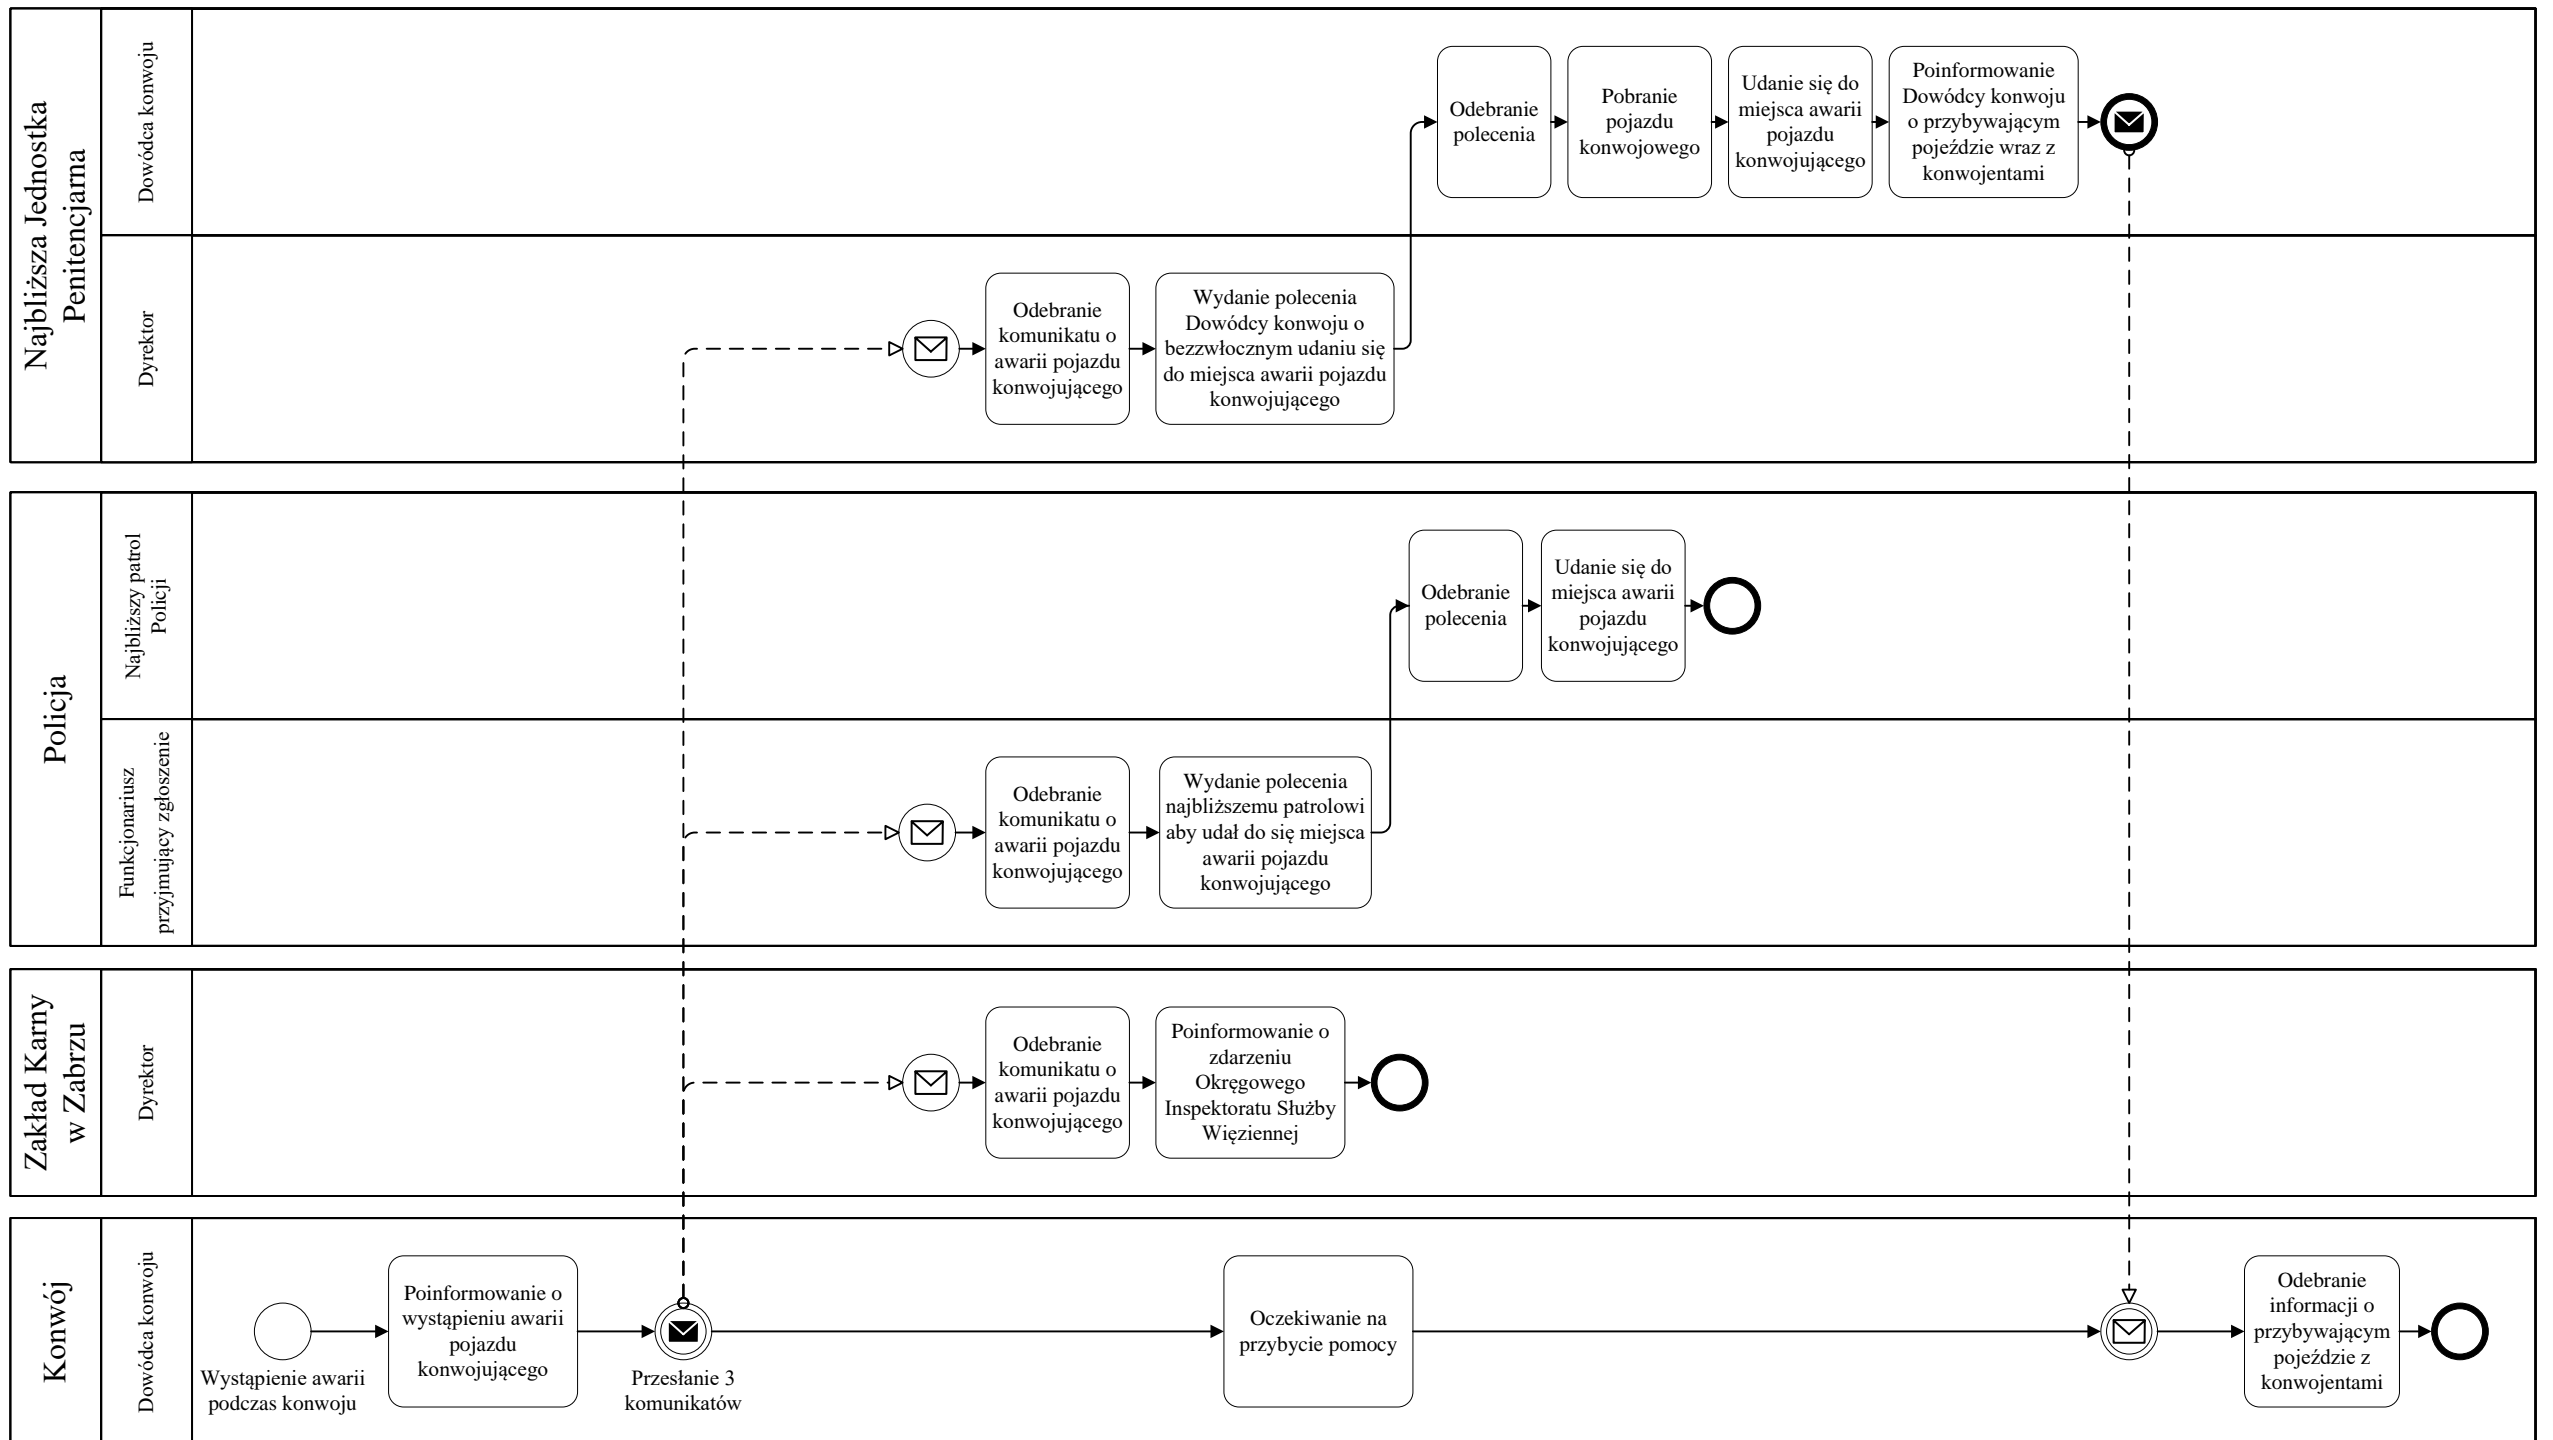 Najbliższa Jednostka
Penitencjarna
Dowódca konwoju
Odebranie
polecenia
Pobranie
pojazdu
konwojowego
Udanie się do
miejsca awarii
pojazdu
konwojującego
Poinformowanie
Dowódcy konwoju
o przybywającym
pojeździe wraz z
konwojentami
Dyrektor
Odebranie
komunikatu o
awarii pojazdu
konwojującego
Wydanie polecenia
Dowódcy konwoju o
bezzwłocznym udaniu się
do miejsca awarii pojazdu
konwojującego
Policja
Najbliższy patrol
Policji
Odebranie
polecenia
Udanie się do
miejsca awarii
pojazdu
konwojującego
Funkcjonariusz
przyjmujący zgłoszenie
Odebranie
komunikatu o
awarii pojazdu
konwojującego
Wydanie polecenia
najbliższemu patrolowi
aby udał do się miejsca
awarii pojazdu
konwojującego
Zakład Karny
w Zabrzu
Dyrektor
Odebranie
komunikatu o
awarii pojazdu
konwojującego
Poinformowanie o
zdarzeniu
Okręgowego
Inspektoratu Służby
Więziennej
Konwój
Dowódca konwoju
Wystąpienie awarii
podczas konwoju
Poinformowanie o
wystąpieniu awarii
pojazdu
konwojującego
Przesłanie 3
komunikatów
Oczekiwanie na
przybycie pomocy
Odebranie
informacji o
przybywającym
pojeździe z
konwojentami